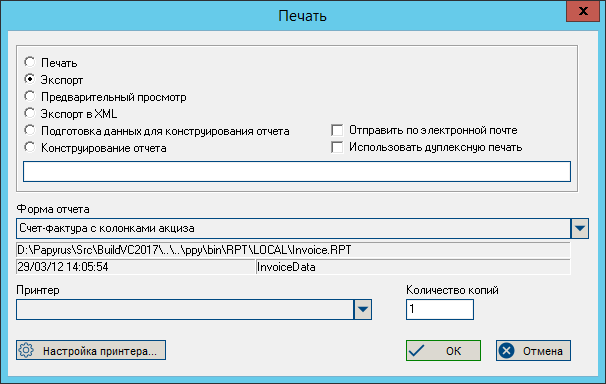 Печать
x
Печать
Экспорт
Предварительный просмотр
Экспорт в XML
Подготовка данных для конструирования отчета
Отправить по электронной почте
Конструирование отчета
Использовать дуплексную печать
Форма отчета
Счет-фактура с колонками акциза
D:\Papyrus\Src\BuildVC2017\..\..\ppy\bin\RPT\LOCAL\Invoice.RPT
29/03/12 14:05:54
InvoiceData
Принтер
Количество копий
1
Настройка принтера...
OK
Отмена